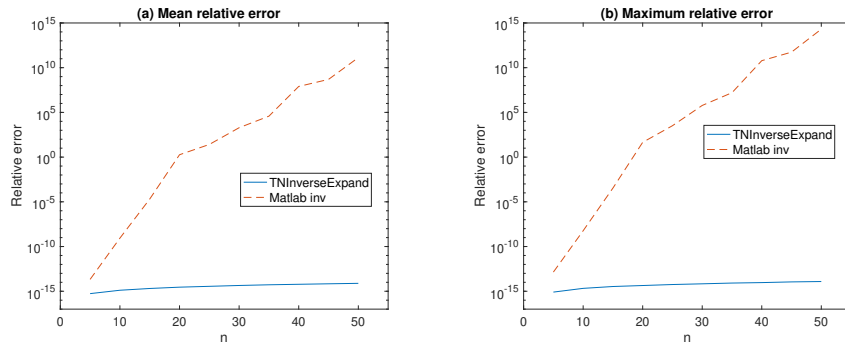 (a) Mean relative error
10^15
10^10
10^5
10^0
10^-5
10^-10
10^-15
Relative error
TNInverseExpand
Matlab inv
0 10 20 30 40 50
n
(b) Maximum relative error
10^15
10^10
10^5
10^0
10^-5
10^-10
10^-15
Relative error
TNInverseExpand
Matlab inv
0 10 20 30 40 50
n